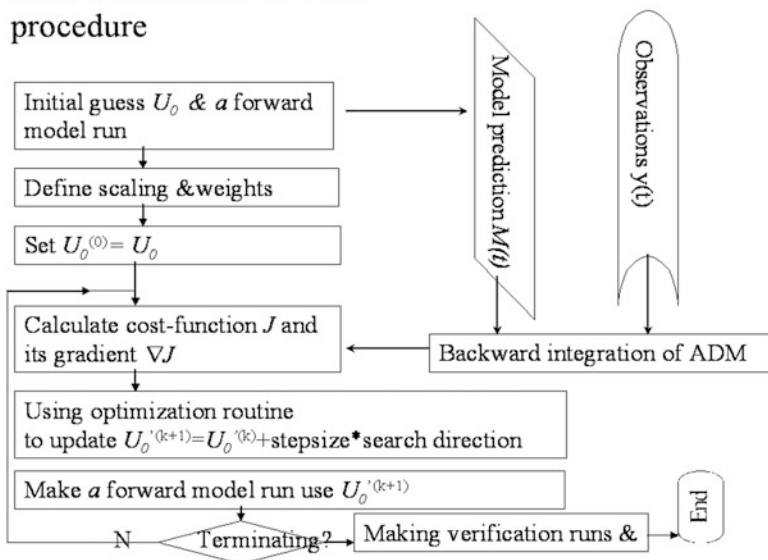 procedure
Initial guess U₀ & a forward
model run
Define scaling &weights
Set U₀⁽⁰⁾= U₀
Calculate cost-function J and
its gradient ∇J
Using optimization routine
to update U₀'⁽ᵏ⁺¹⁾=U₀'⁽ᵏ⁾+stepsize*search direction
Make a forward model run use U₀'⁽ᵏ⁺¹⁾
N
Terminating?
Making verification runs &
End
Model prediction M(t)
Observations y(t)
Backward integration of ADM